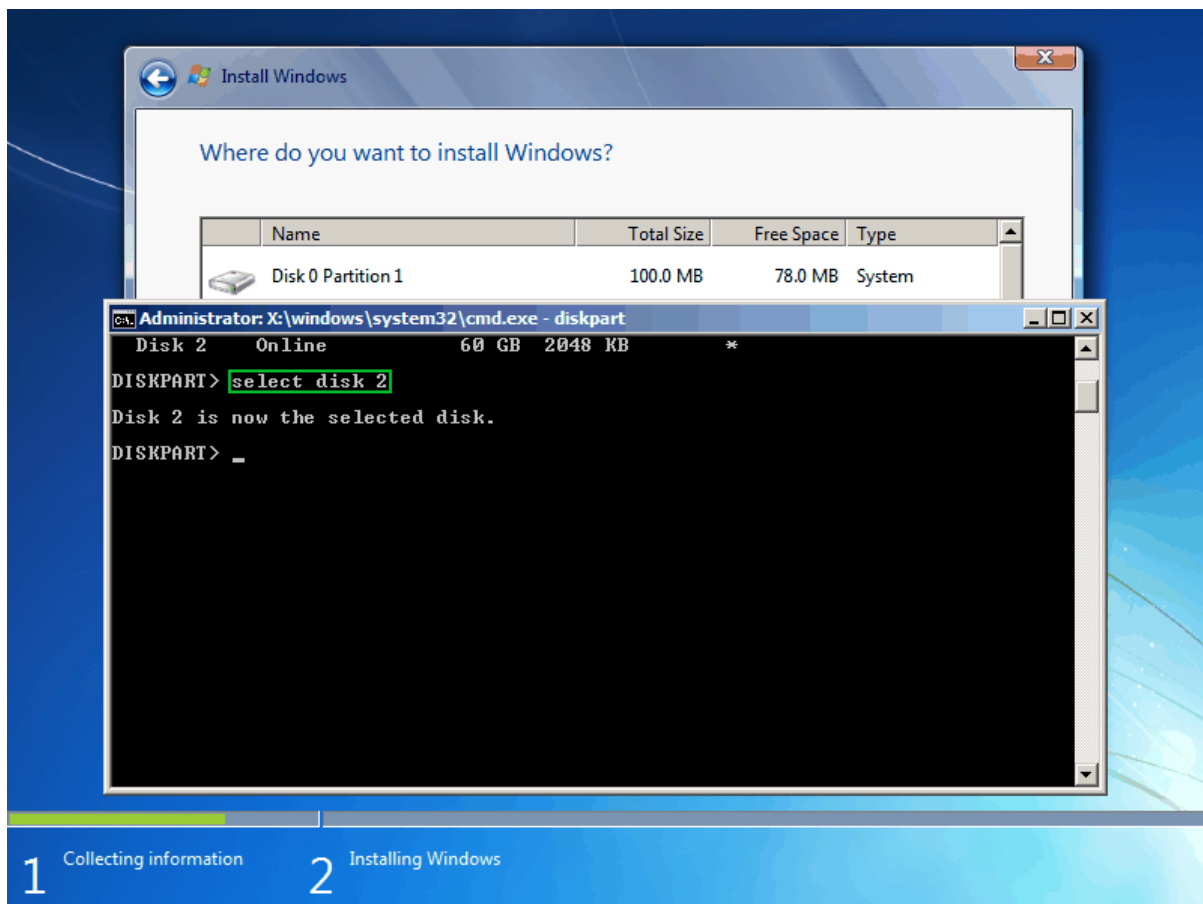 Install Windows
Where do you want to install Windows?
Name Total Size Free Space Type
Disk 0 Partition 1 100.0 MB 78.0 MB System
Administrator: X:\windows\system32\cmd.exe - diskpart
Disk 2 Online 60 GB 2048 KB *
DISKPART> select disk 2
Disk 2 is now the selected disk.
DISKPART> _
1 Collecting information 2 Installing Windows